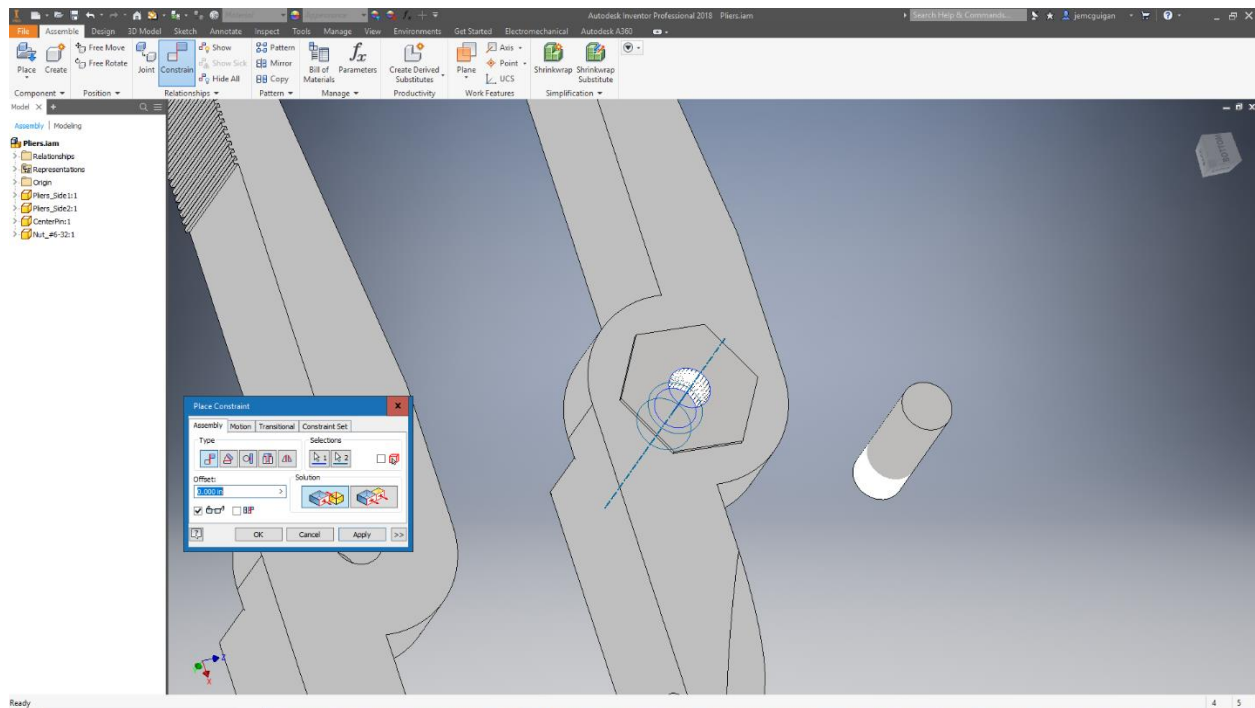 Autodesk Inventor Professional 2018 Pliers.iam
Search Help & Commands...
jemcguigan
File Assemble Design 3D Model Sketch Annotate Inspect Tools Manage View Environments Get Started Electromechanical Autodesk A360
Place
Create
Free Move
Free Rotate
Joint
Constrain
Show
Show Sick
Hide All
Pattern
Mirror
Copy
Bill of
Materials
Parameters
Create Derived
Substitutes
Plane
Axis
Point
UCS
Shrinkwrap
Shrinkwrap
Substitute
Component
Position
Relationships
Pattern
Manage
Productivity
Work Features
Simplification
Model
Assembly | Modeling
Pliers.iam
Relationships
Representations
Origin
Pliers_Side1:1
Pliers_Side2:1
CenterPin:1
Nut_#6-32:1
BOTTOM
Place Constraint
Assembly Motion Transitional Constraint Set
Type
Selections
1 2
Offset:
Solution
0.000 in
OK Cancel Apply >>
Z
X
Ready
4 5